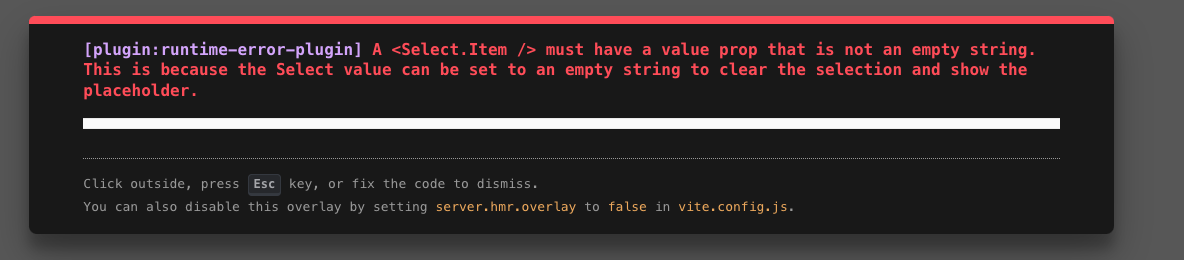 [plugin:runtime-error-plugin] A <Select.Item /> must have a value prop that is not an empty string.
This is because the Select value can be set to an empty string to clear the selection and show the
placeholder.
Click outside, press Esc key, or fix the code to dismiss.
You can also disable this overlay by setting server.hmr.overlay to false in vite.config.js.